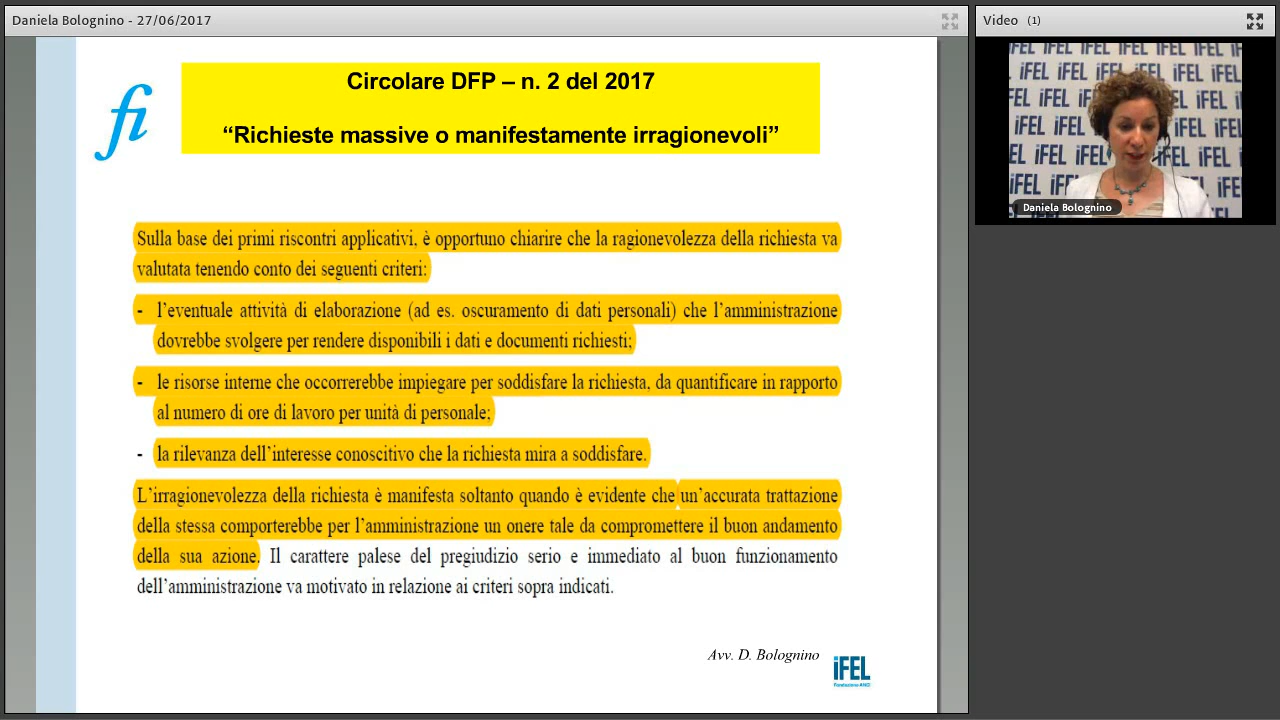 Daniela Bolognino - 27/06/2017
Video (1)
fi
Circolare DFP – n. 2 del 2017
“Richieste massive o manifestamente irragionevoli”
Sulla base dei primi riscontri applicativi, è opportuno chiarire che la ragionevolezza della richiesta va
valutata tenendo conto dei seguenti criteri:
- l’eventuale attività di elaborazione (ad es. oscuramento di dati personali) che l’amministrazione
dovrebbe svolgere per rendere disponibili i dati e documenti richiesti;
- le risorse interne che occorrerebbe impiegare per soddisfare la richiesta, da quantificare in rapporto
al numero di ore di lavoro per unità di personale;
- la rilevanza dell’interesse conoscitivo che la richiesta mira a soddisfare.
L’irragionevolezza della richiesta è manifesta soltanto quando è evidente che un’accurata trattazione
della stessa comporterebbe per l’amministrazione un onere tale da compromettere il buon andamento
della sua azione. Il carattere palese del pregiudizio serio e immediato al buon funzionamento
dell’amministrazione va motivato in relazione ai criteri sopra indicati.
Avv. D. Bolognino
iFEL
Fondazione ANCI
iFEL iFEL iFEL iFEL
Daniela Bolognino